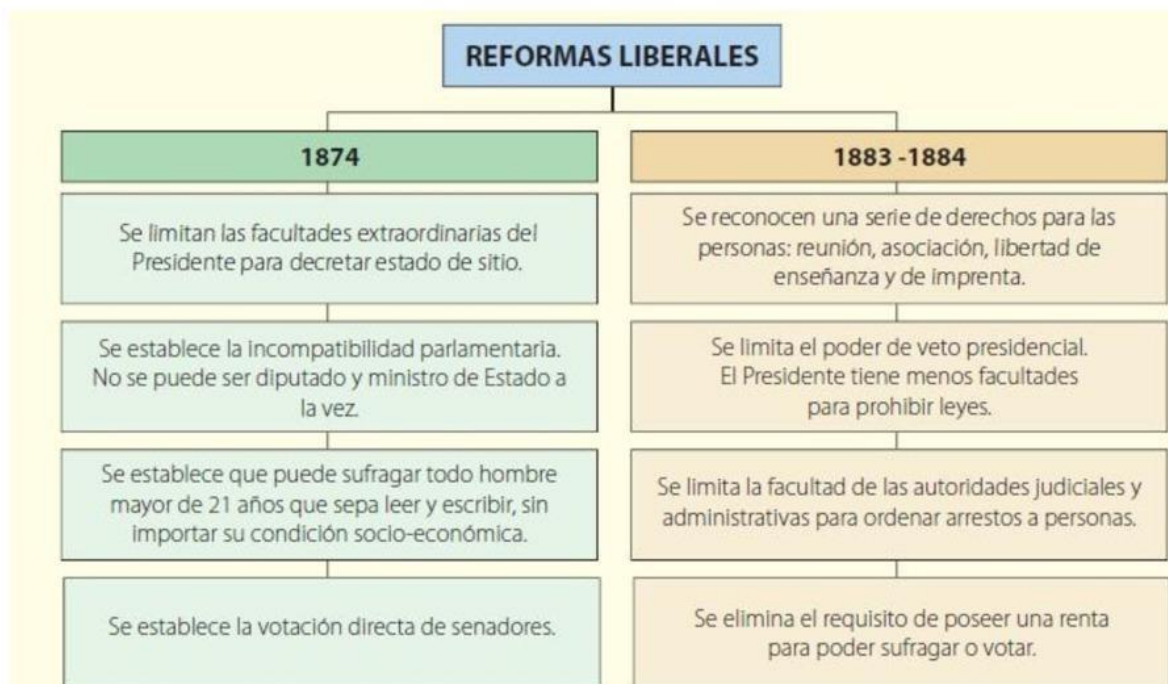 REFORMAS LIBERALES
1874
Se limitan las facultades extraordinarias del
Presidente para decretar estado de sitio.
Se establece la incompatibilidad parlamentaria.
No se puede ser diputado y ministro de Estado a
la vez.
Se establece que puede sufragar todo hombre
mayor de 21 años que sepa leer y escribir, sin
importar su condición socio-económica.
Se establece la votación directa de senadores.
1883 -1884
Se reconocen una serie de derechos para las
personas: reunión, asociación, libertad de
enseñanza y de imprenta.
Se limita el poder de veto presidencial.
El Presidente tiene menos facultades
para prohibir leyes.
Se limita la facultad de las autoridades judiciales y
administrativas para ordenar arrestos a personas.
Se elimina el requisito de poseer una renta
para poder sufragar o votar.